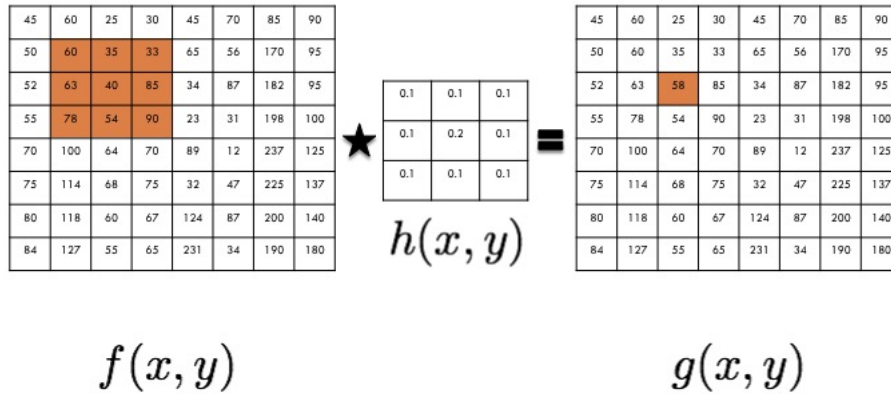 45 60 25 30 45 70 85 90
50 60 35 33 65 56 170 95
52 63 40 85 34 87 182 95
55 78 54 90 23 31 198 100
70 100 64 70 89 12 237 125
75 114 68 75 32 47 225 137
80 118 60 67 124 87 200 140
84 127 55 65 231 34 190 180
0.1 0.1 0.1
0.1 0.2 0.1
0.1 0.1 0.1
=
h(x, y)
45 60 25 30 45 70 85 90
50 60 35 33 65 56 170 95
52 63 58 85 34 87 182 95
55 78 54 90 23 31 198 100
70 100 64 70 89 12 237 125
75 114 68 75 32 47 225 137
80 118 60 67 124 87 200 140
84 127 55 65 231 34 190 180
f(x, y)
g(x, y)